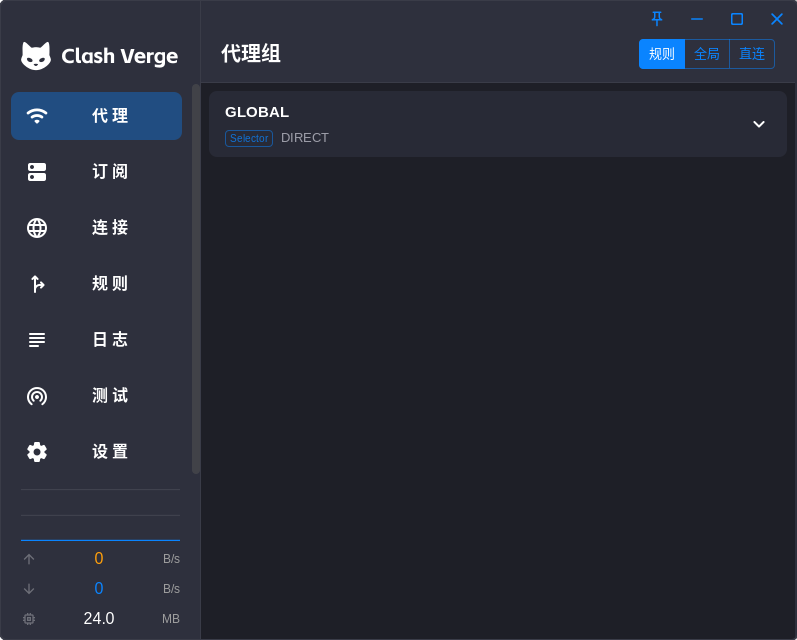 Clash Verge
代理
订阅
连接
规则
日志
测试
设置
0 B/s
0 B/s
24.0 MB
代理组
规则 全局 直连
GLOBAL
Selector DIRECT